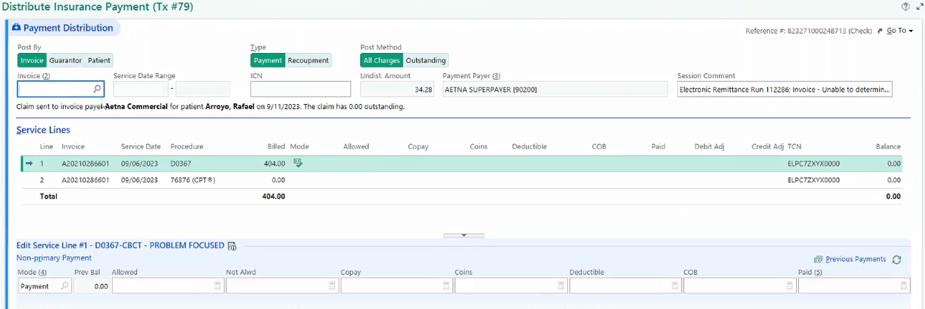 Distribute Insurance Payment (Tx #79)
Payment Distribution
Reference #: 823271000248713 (Check) Go To
Post By Type Post Method
Invoice Guarantor Patient Payment Recoupment All Charges Outstanding
Invoice (2) Service Date Range ICN Undist. Amount Payment Payer (3) Session Comment
- 34.28 AETNA SUPERPAYER [90200] Electronic Remittance Run 112286; Invoice - Unable to determin...
Claim sent to invoice payer Aetna Commercial for patient Arroyo, Rafael on 9/11/2023. The claim has 0.00 outstanding.
Service Lines
Line Invoice Service Date Procedure Billed Mode Allowed Copay Coins Deductible COB Paid Debit Adj Credit Adj TCN Balance
1 A20210286601 09/06/2023 D0367 404.00 ELPC7ZXYX0000 0.00
2 A20210286601 09/06/2023 76376 (CPT®) 0.00 ELPC7ZXYX0000 0.00
Total 404.00 0.00
Edit Service Line #1 - D0367-CBCT - PROBLEM FOCUSED
Non-primary Payment Previous Payments
Mode (4) Prev Bal Allowed Not Alwd Copay Coins Deductible COB Paid (5)
Payment 0.00